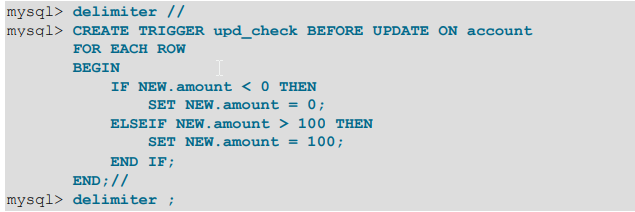 mysql> delimiter //
mysql> CREATE TRIGGER upd_check BEFORE UPDATE ON account
       FOR EACH ROW
       BEGIN
           IF NEW.amount < 0 THEN
               SET NEW.amount = 0;
           ELSEIF NEW.amount > 100 THEN
               SET NEW.amount = 100;
           END IF;
       END;//
mysql> delimiter ;